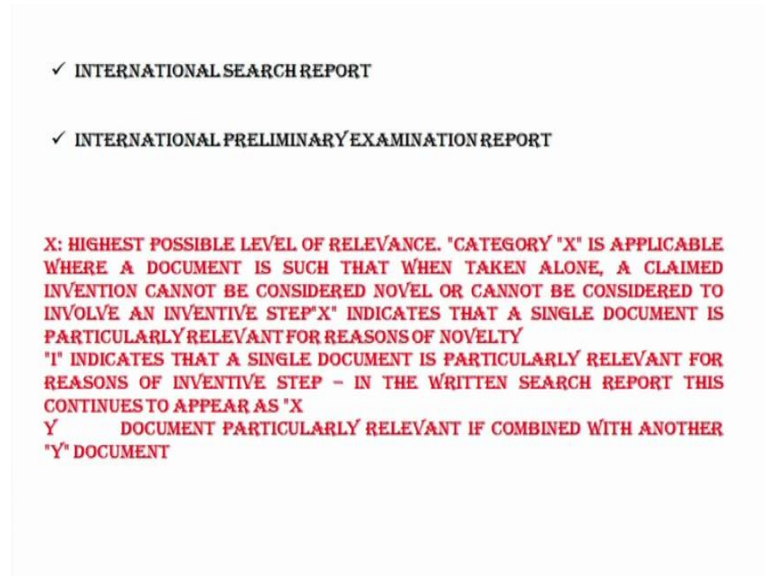 ✓ INTERNATIONAL SEARCH REPORT
✓ INTERNATIONAL PRELIMINARY EXAMINATION REPORT
X: HIGHEST POSSIBLE LEVEL OF RELEVANCE. "CATEGORY "X" IS APPLICABLE
WHERE A DOCUMENT IS SUCH THAT WHEN TAKEN ALONE, A CLAIMED
INVENTION CANNOT BE CONSIDERED NOVEL OR CANNOT BE CONSIDERED TO
INVOLVE AN INVENTIVE STEP"X" INDICATES THAT A SINGLE DOCUMENT IS
PARTICULARLY RELEVANT FOR REASONS OF NOVELTY
"I" INDICATES THAT A SINGLE DOCUMENT IS PARTICULARLY RELEVANT FOR
REASONS OF INVENTIVE STEP – IN THE WRITTEN SEARCH REPORT THIS
CONTINUES TO APPEAR AS "X
Y DOCUMENT PARTICULARLY RELEVANT IF COMBINED WITH ANOTHER
"Y" DOCUMENT